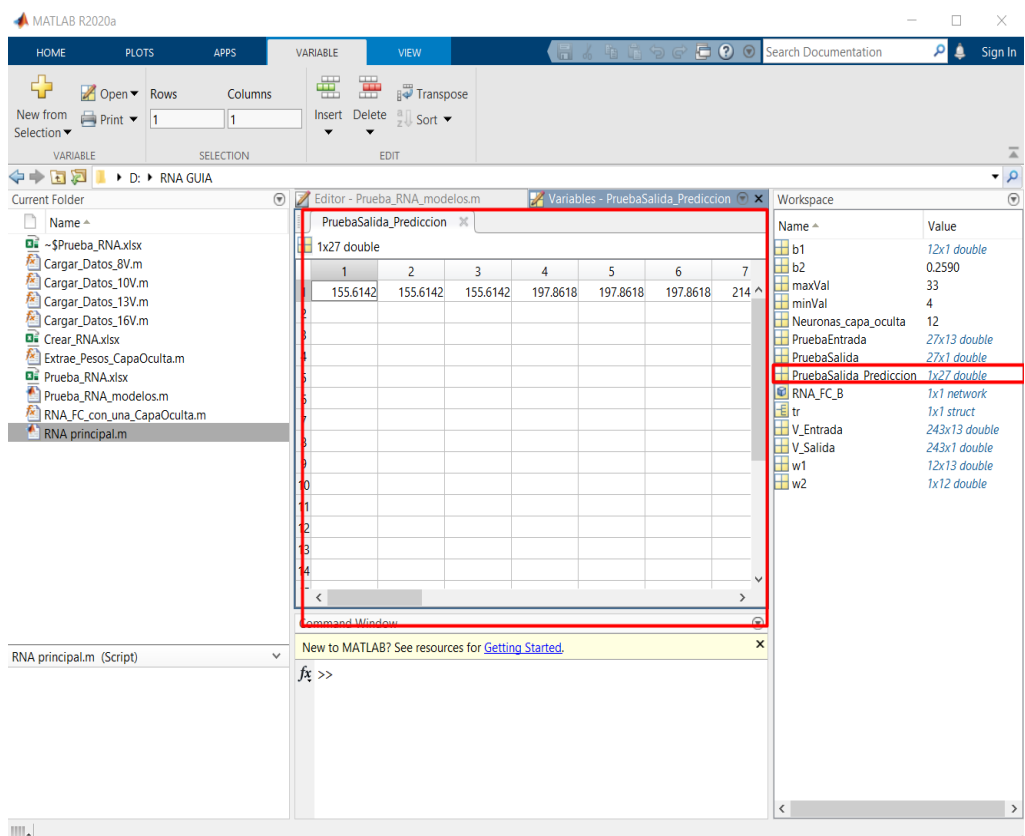 MATLAB R2020a
HOME PLOTS APPS VARIABLE VIEW Search Documentation Sign In
New from Selection Open Print Rows Columns 1 1 Insert Delete Transpose Sort
VARIABLE SELECTION EDIT
D: RNA GUIA
Current Folder
Name
~$Prueba_RNA.xlsx
Cargar_Datos_8V.m
Cargar_Datos_10V.m
Cargar_Datos_13V.m
Cargar_Datos_16V.m
Crear_RNA.xlsx
Extrae_Pesos_CapaOculta.m
Prueba_RNA.xlsx
Prueba_RNA_modelos.m
RNA_FC_con_una_CapaOculta.m
RNA principal.m
RNA principal.m (Script)
Editor - Prueba_RNA_modelos.m Variables - PruebaSalida_Prediccion
PruebaSalida_Prediccion
1x27 double
1 2 3 4 5 6 7
1 155.6142 155.6142 155.6142 197.8618 197.8618 197.8618 214
2
3
4
5
6
7
8
9
10
11
12
13
14
Command Window
New to MATLAB? See resources for Getting Started.
fx >>
Workspace
Name Value
b1 12x1 double
b2 0.2590
maxVal 33
minVal 4
Neuronas_capa_oculta 12
PruebaEntrada 27x13 double
PruebaSalida 27x1 double
PruebaSalida_Prediccion 1x27 double
RNA_FC_B 1x1 network
tr 1x1 struct
V_Entrada 243x13 double
V_Salida 243x1 double
w1 12x13 double
w2 1x12 double